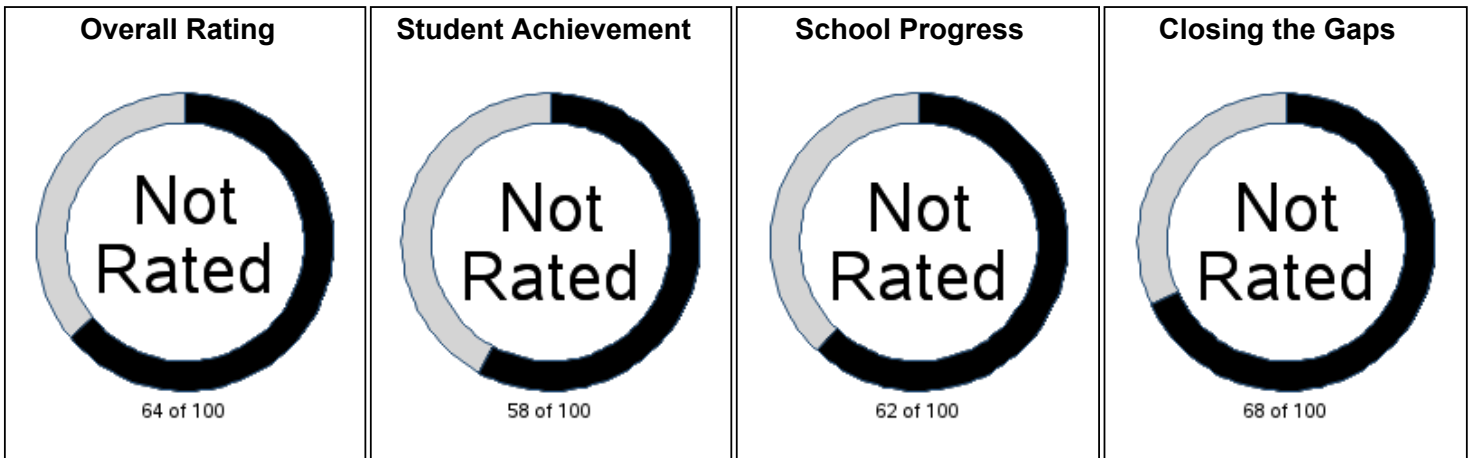 Overall Rating
Not
Rated
64 of 100
Student Achievement
Not
Rated
58 of 100
School Progress
Not
Rated
62 of 100
Closing the Gaps
Not
Rated
68 of 100